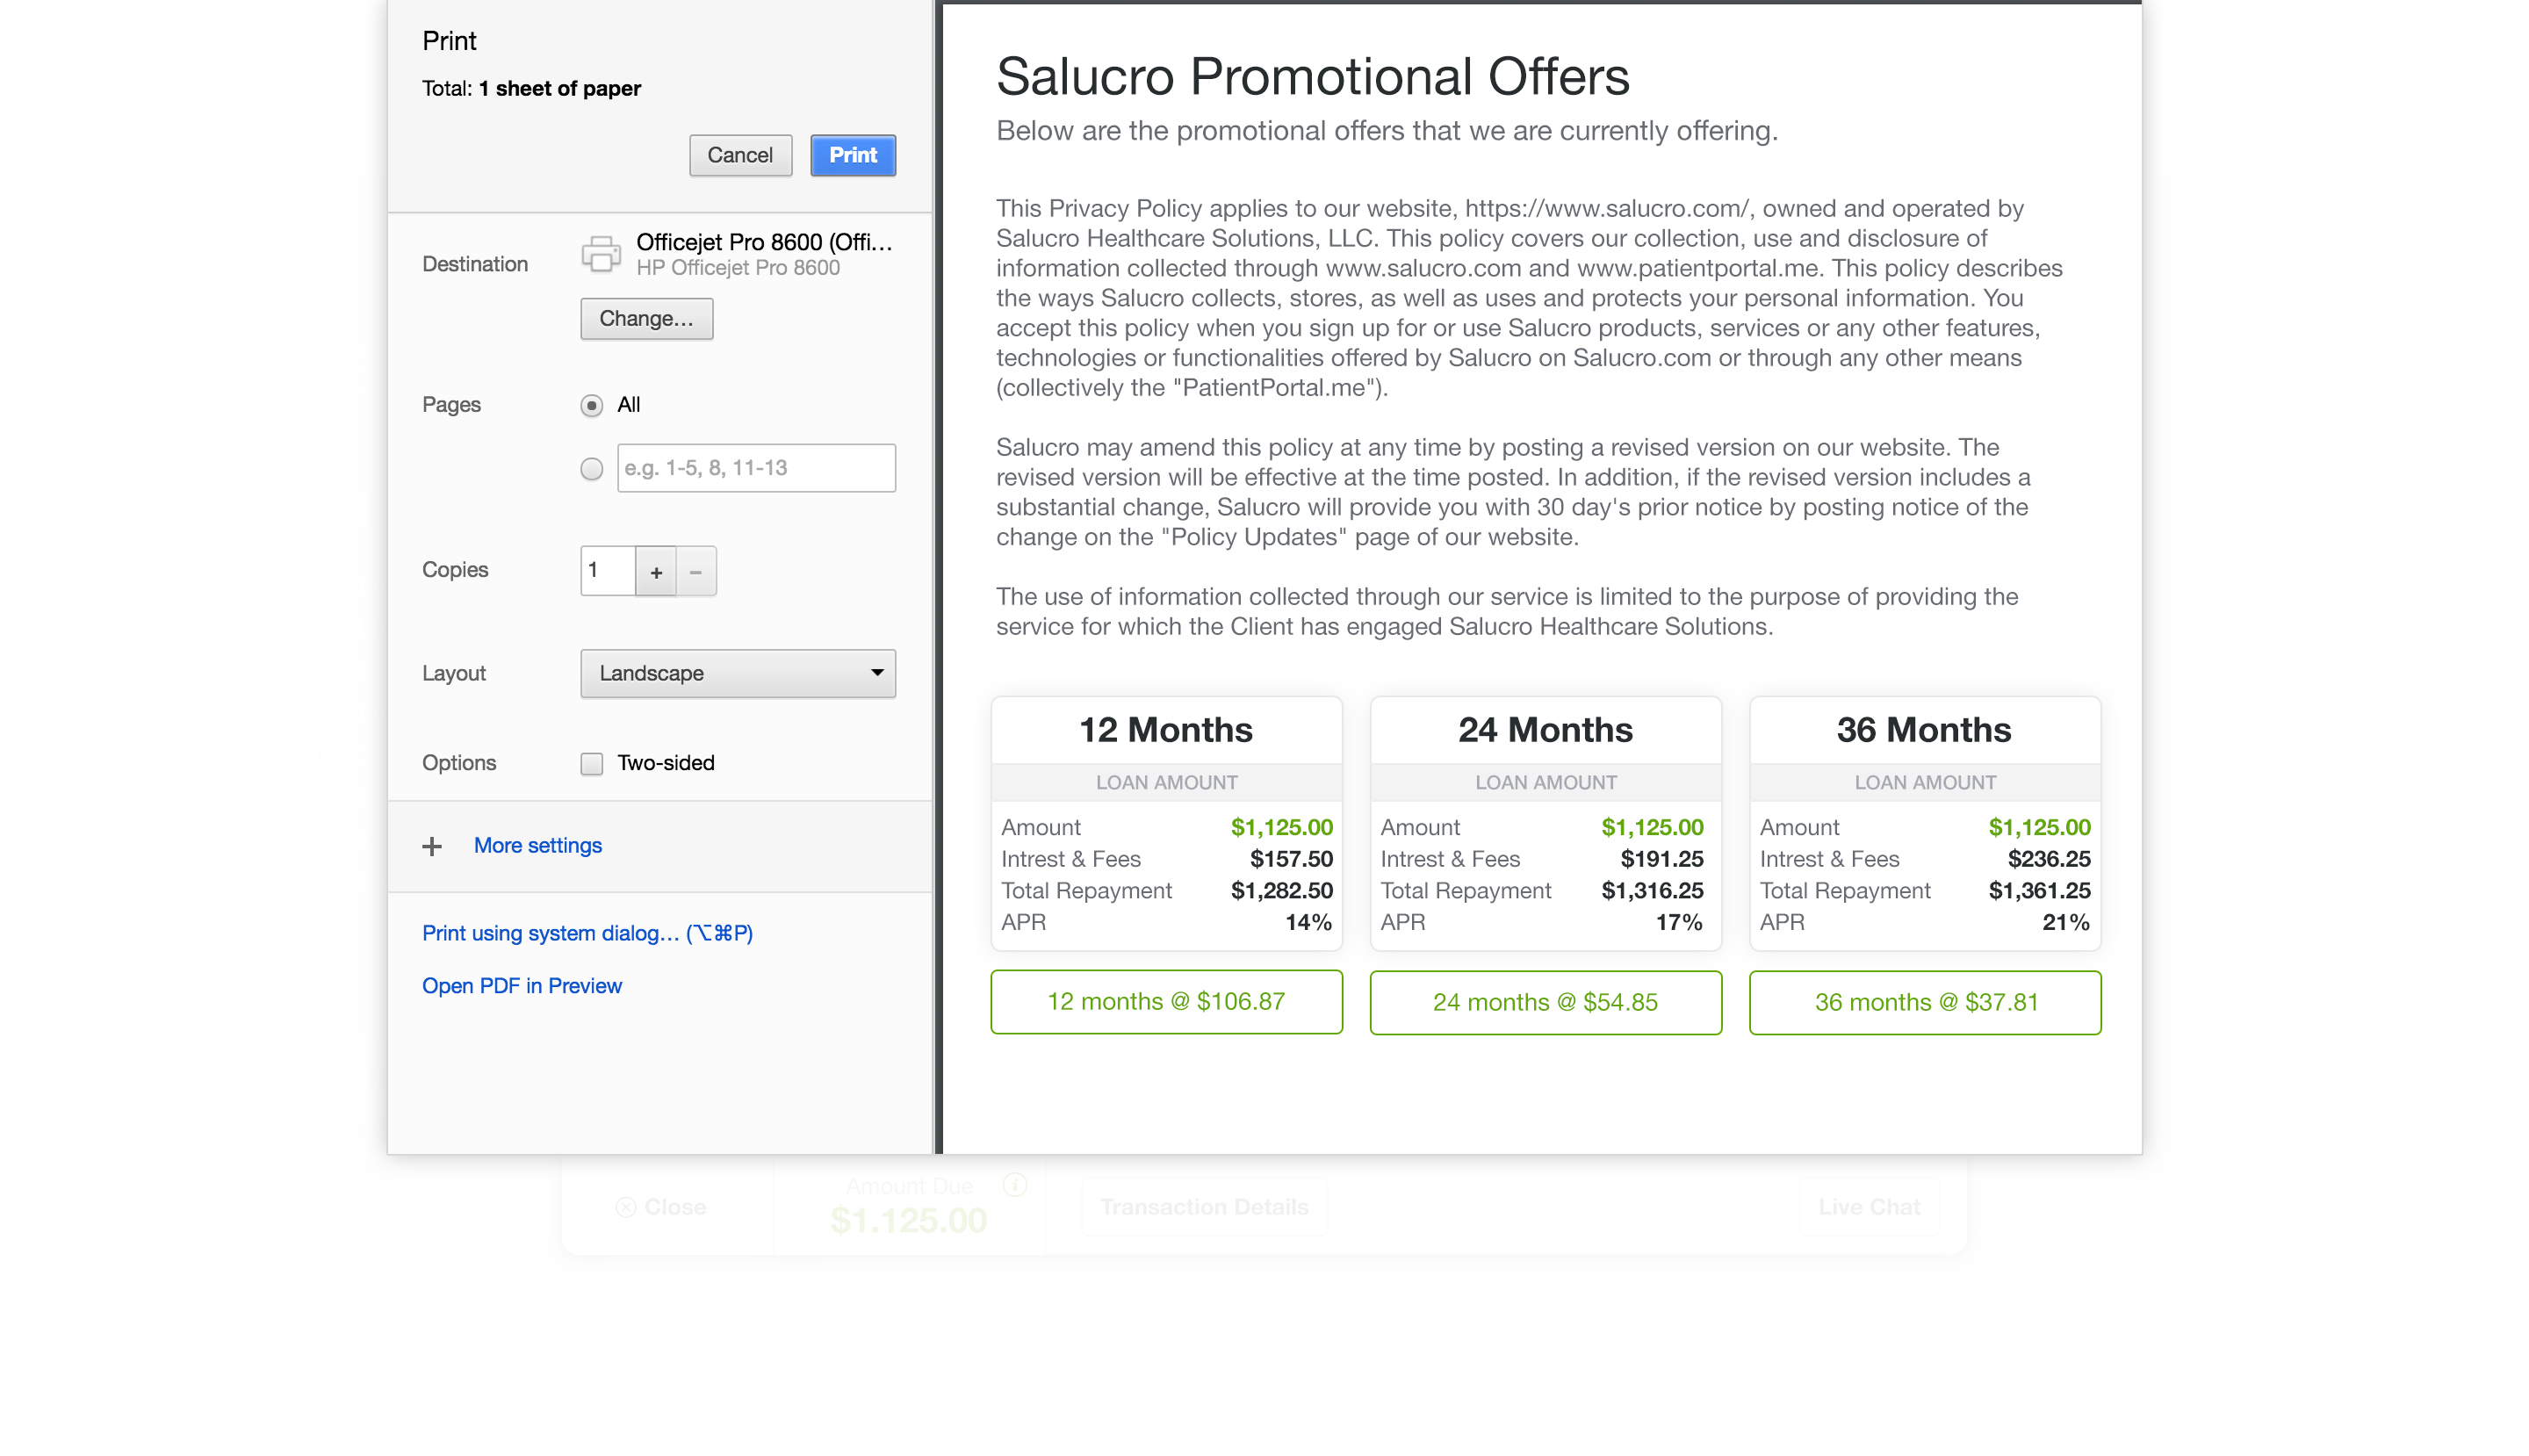 Print
Total: 1 sheet of paper
Cancel
Print
Destination
Officejet Pro 8600 (Offi...
HP Officejet Pro 8600
Change...
Pages
All
e.g. 1-5, 8, 11-13
Copies
1
+
−
Layout
Landscape
Options
Two-sided
+ More settings
Print using system dialog... (⌥⌘P)
Open PDF in Preview
Salucro Promotional Offers
Below are the promotional offers that we are currently offering.
This Privacy Policy applies to our website, https://www.salucro.com/, owned and operated by
Salucro Healthcare Solutions, LLC. This policy covers our collection, use and disclosure of
information collected through www.salucro.com and www.patientportal.me. This policy describes
the ways Salucro collects, stores, as well as uses and protects your personal information. You
accept this policy when you sign up for or use Salucro products, services or any other features,
technologies or functionalities offered by Salucro on Salucro.com or through any other means
(collectively the "PatientPortal.me").
Salucro may amend this policy at any time by posting a revised version on our website. The
revised version will be effective at the time posted. In addition, if the revised version includes a
substantial change, Salucro will provide you with 30 day's prior notice by posting notice of the
change on the "Policy Updates" page of our website.
The use of information collected through our service is limited to the purpose of providing the
service for which the Client has engaged Salucro Healthcare Solutions.
12 Months
LOAN AMOUNT
Amount $1,125.00
Intrest & Fees $157.50
Total Repayment $1,282.50
APR 14%
12 months @ $106.87
24 Months
LOAN AMOUNT
Amount $1,125.00
Intrest & Fees $191.25
Total Repayment $1,316.25
APR 17%
24 months @ $54.85
36 Months
LOAN AMOUNT
Amount $1,125.00
Intrest & Fees $236.25
Total Repayment $1,361.25
APR 21%
36 months @ $37.81
Close
Amount Due
$1.125.00
Transaction Details
Live Chat